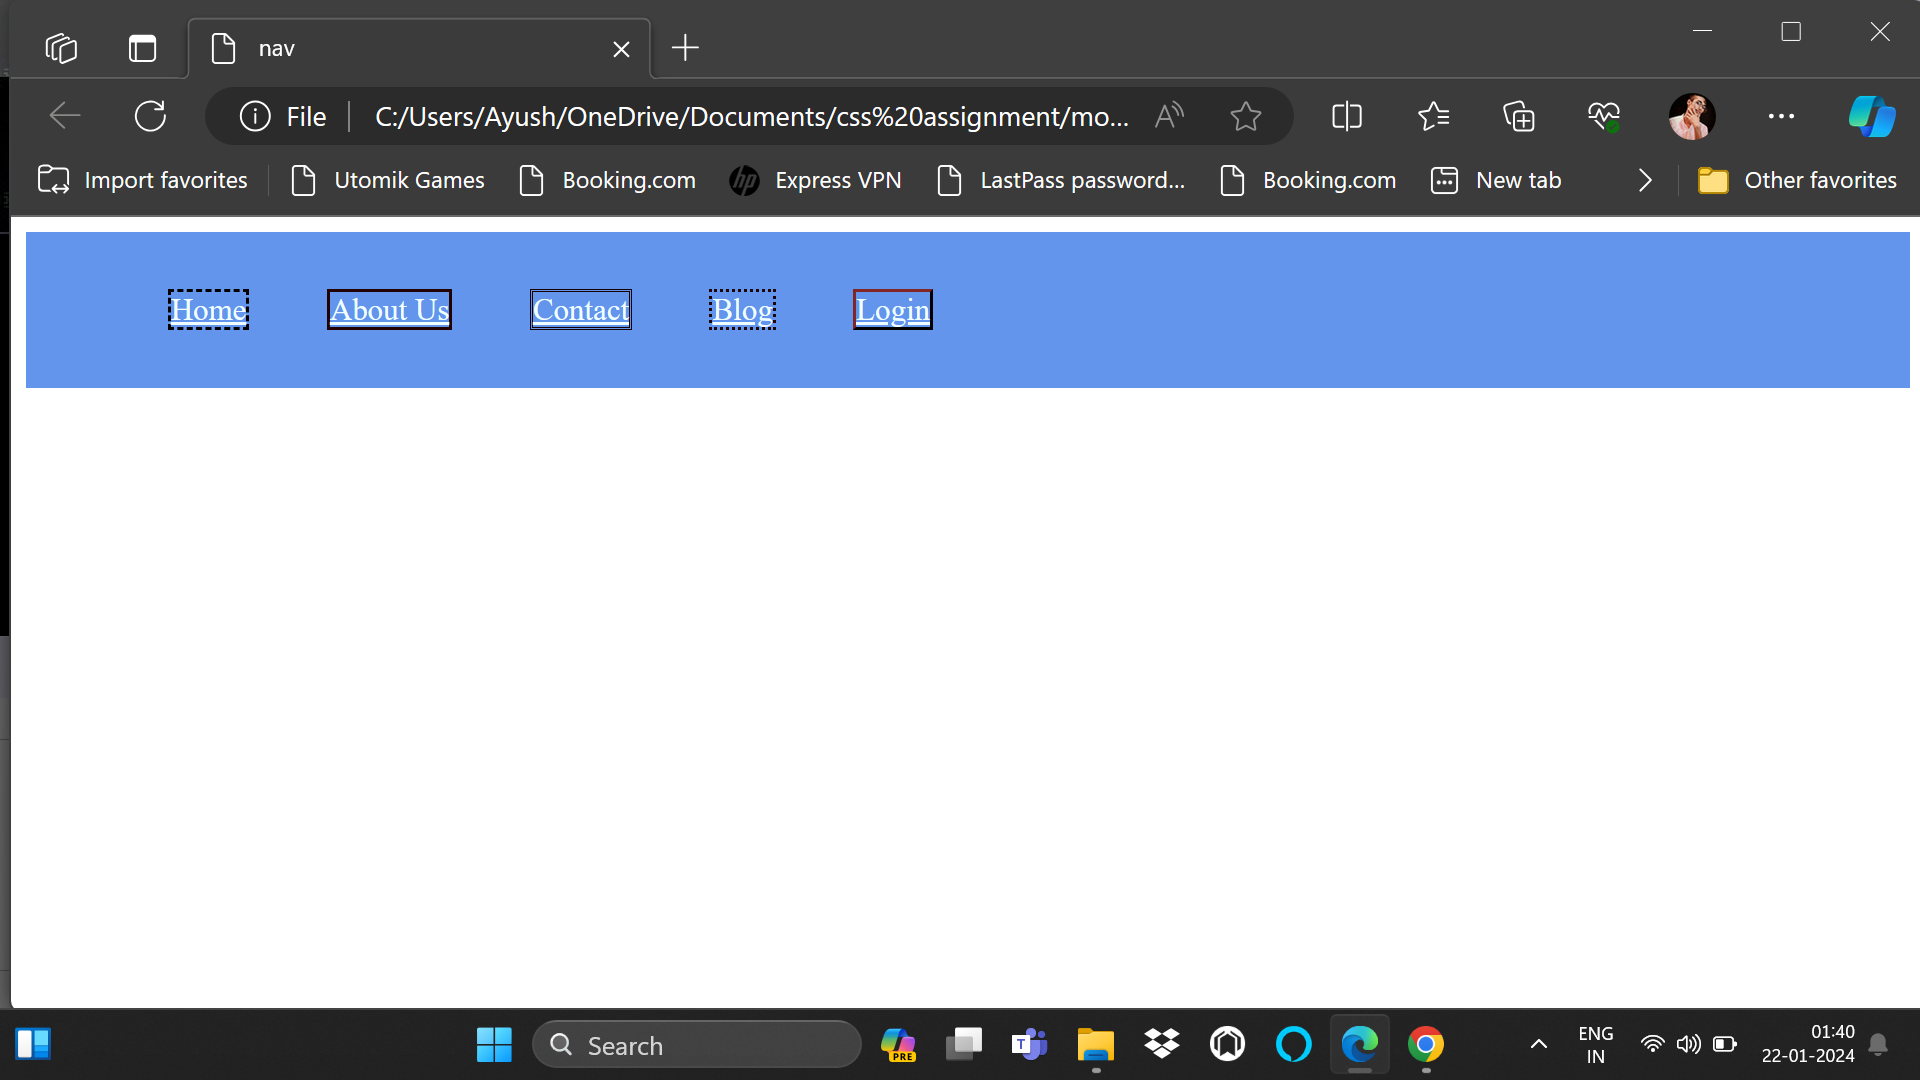 nav
File C:/Users/Ayush/OneDrive/Documents/css%20assignment/mo... A
Import favorites Utomik Games Booking.com hp Express VPN LastPass password... Booking.com New tab Other favorites
Home About Us Contact Blog Login
Search PRE T ENG IN 01:40
22-01-2024